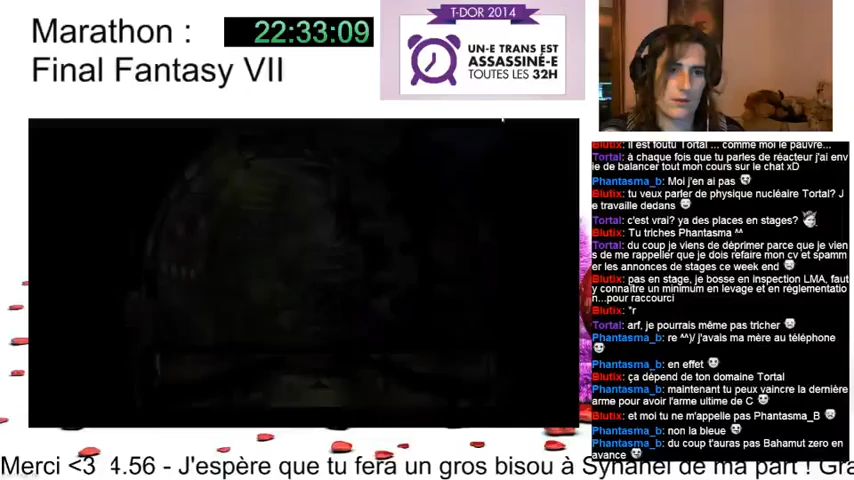 Marathon :
Final Fantasy VII
22:33:09
T-DOR 2014
UN-E TRANS EST
ASSASSINÉ-E
TOUTES LES 32H
Blutix: il est foutu Tortal ... comme moi le pauvre...
Tortal: à chaque fois que tu parles de réacteur j'ai env
ie de balancer tout mon cours sur le chat xD
Phantasma_b: Moi j'en ai pas
Blutix: tu veux parler de physique nucléaire Tortal? J
e travaille dedans
Tortal: c'est vrai? ya des places en stages?
Blutix: Tu triches Phantasma ^^
Tortal: du coup je viens de déprimer parce que je vien
s de me rappeler que je dois refaire mon cv et spamm
er les annonces de stages ce week end
Blutix: pas en stage, je bosse en inspection LMA, faut
y connaître un minimum en levage et en réglementatio
n...pour raccourci
Blutix: *r
Tortal: arf, je pourrais même pas tricher
Phantasma_b: re ^^)/ j'avais ma mère au téléphone
Phantasma_b: en effet
Blutix: ça dépend de ton domaine Tortal
Phantasma_b: maintenant tu peux vaincre la dernière
arme pour avoir l'arme ultime de C
Blutix: et moi tu ne m'appelle pas Phantasma_B
Phantasma_b: non la bleue
Phantasma_b: du coup t'auras pas Bahamut zero en
avance
Merci <3 4.56 - J'espère que tu fera un gros bisou à Synahel de ma part ! Gra